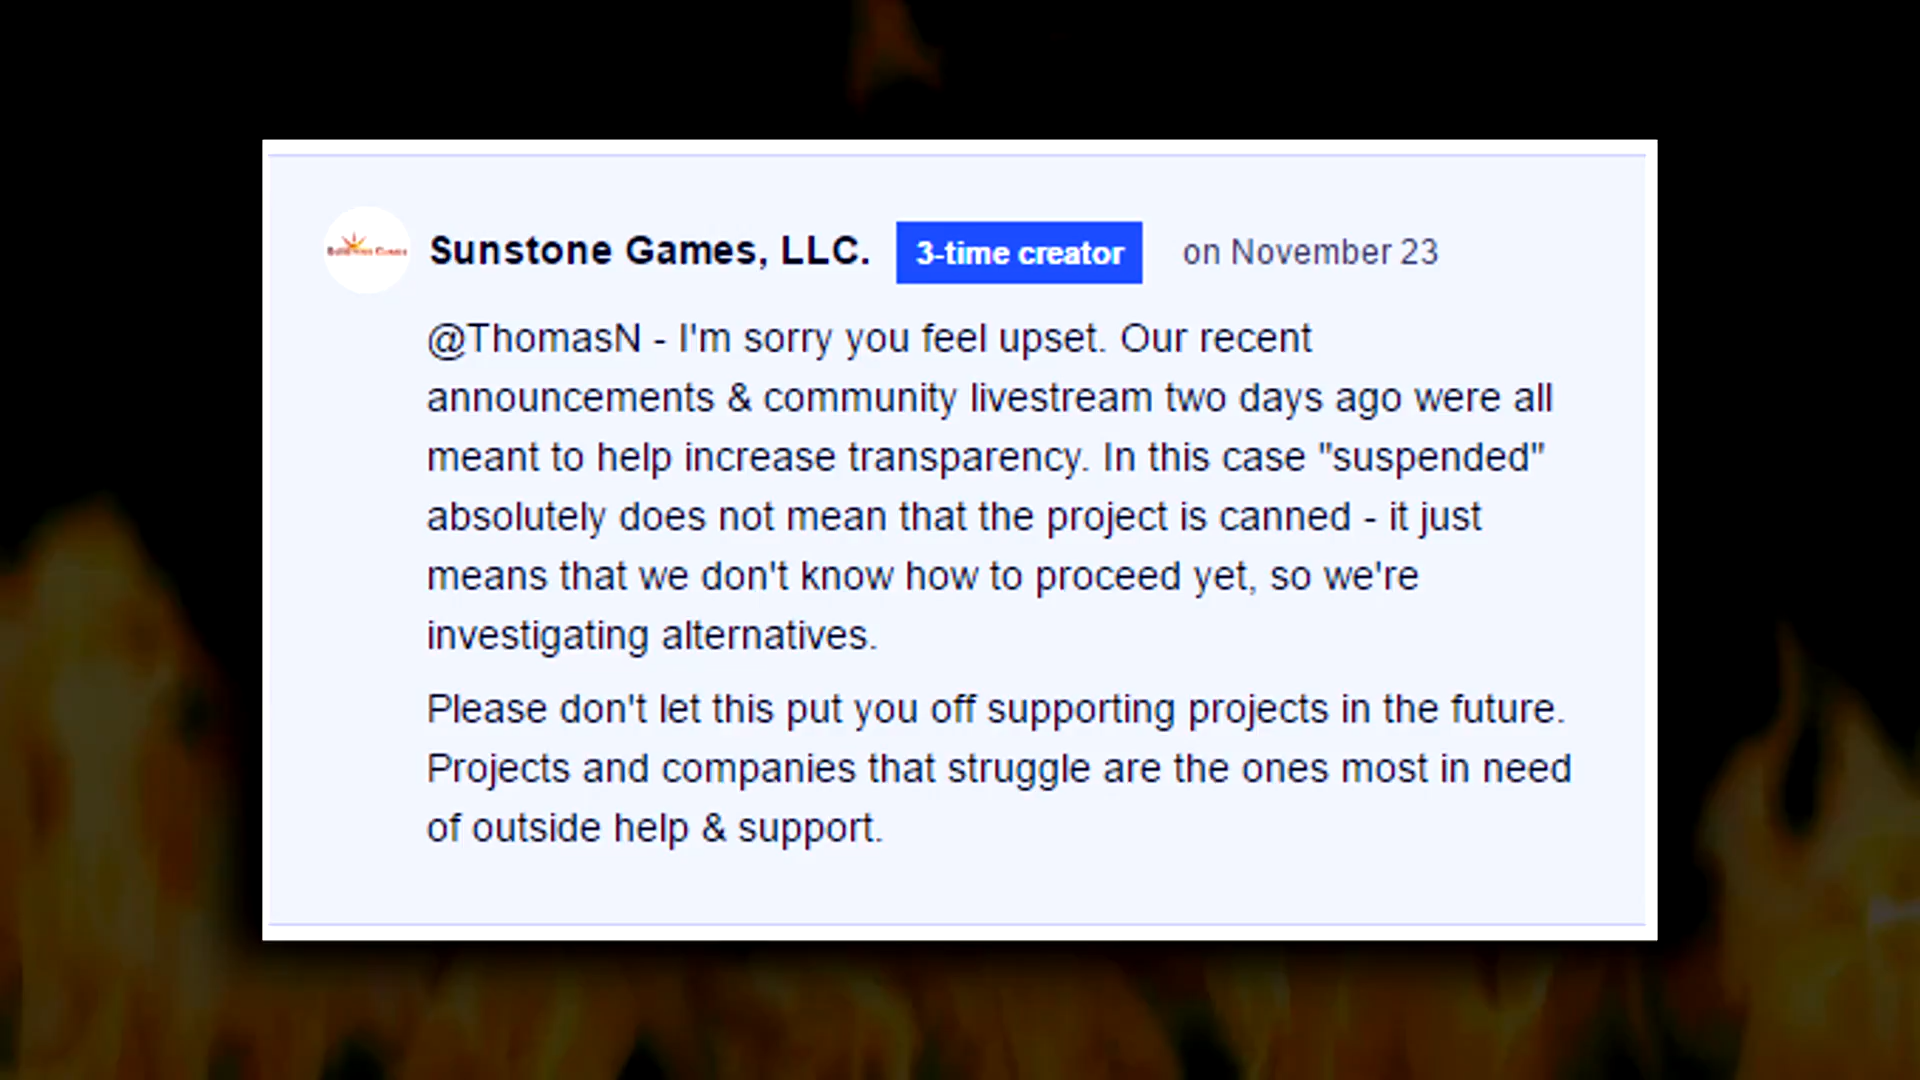 Sunstone Games, LLC. 3-time creator on November 23
@ThomasN - I'm sorry you feel upset. Our recent
announcements & community livestream two days ago were all
meant to help increase transparency. In this case "suspended"
absolutely does not mean that the project is canned - it just
means that we don't know how to proceed yet, so we're
investigating alternatives.
Please don't let this put you off supporting projects in the future.
Projects and companies that struggle are the ones most in need
of outside help & support.